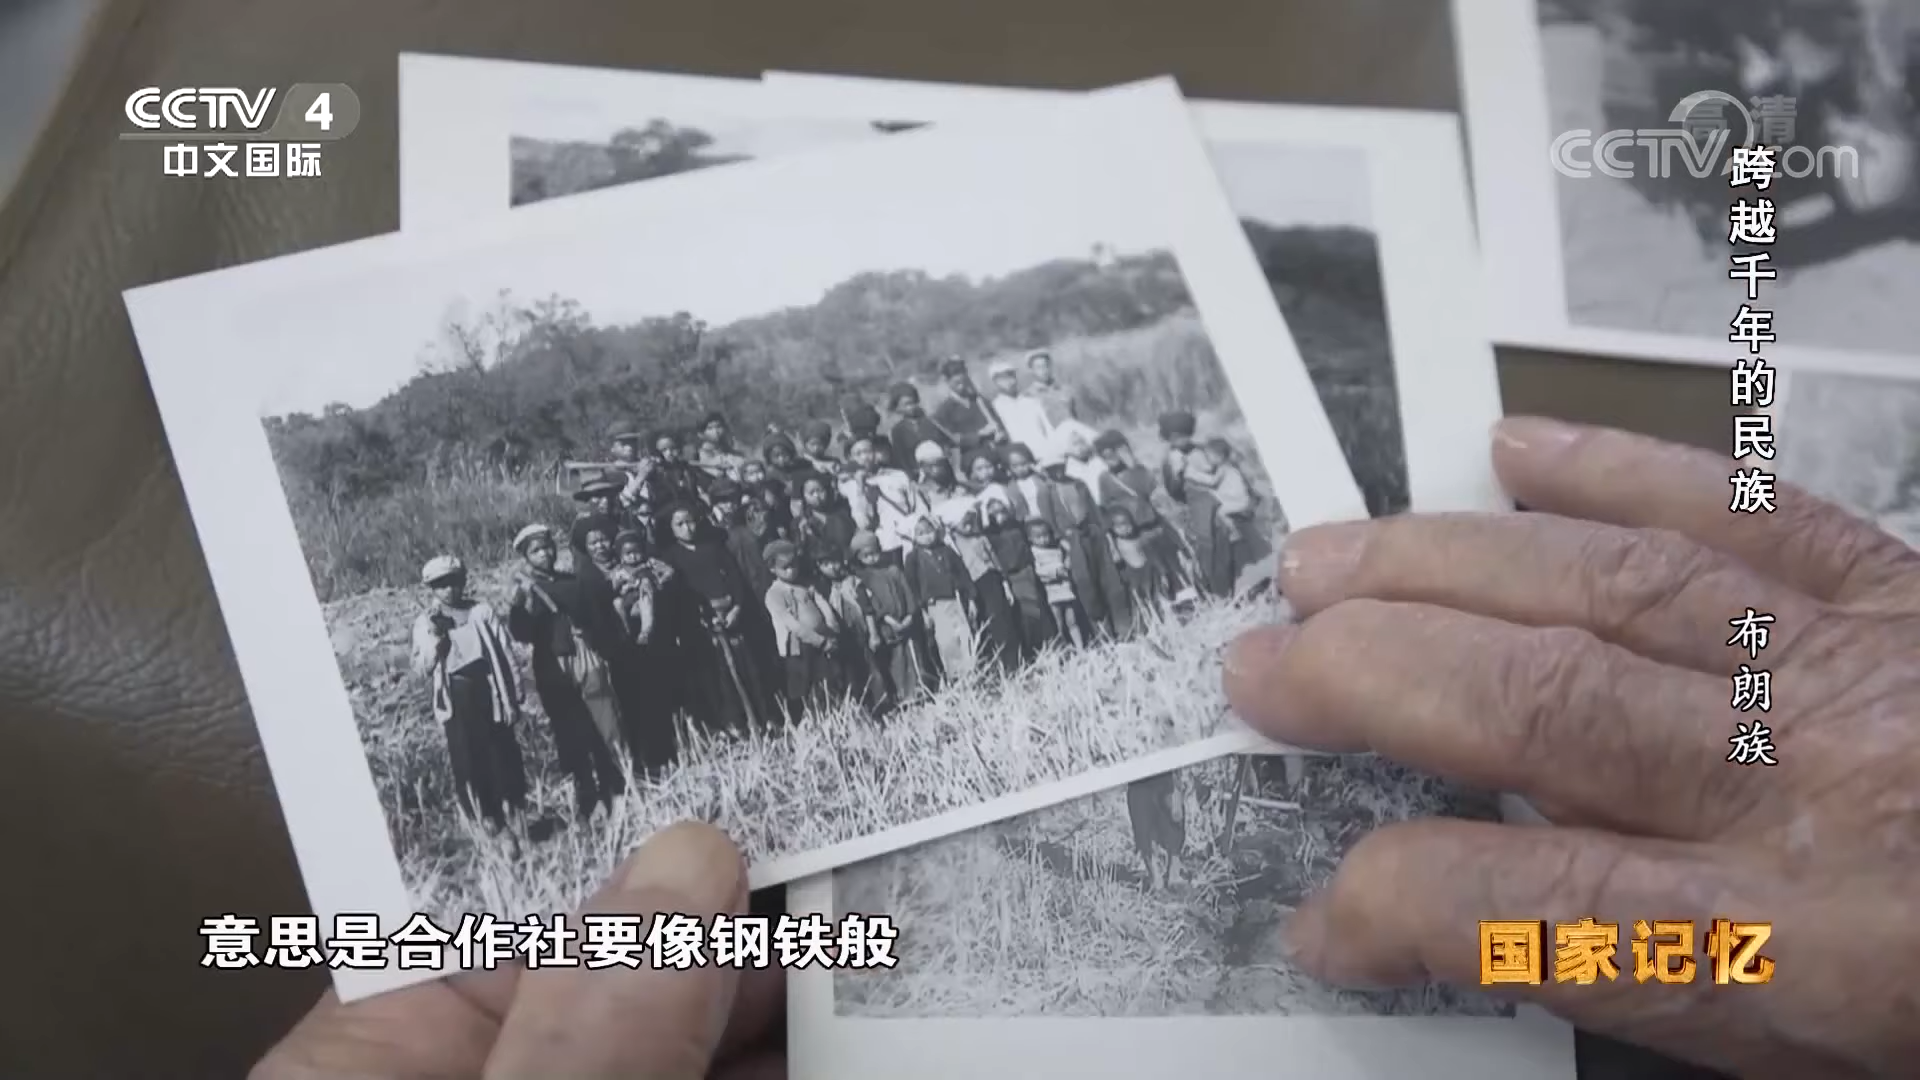 CCTV 4
中文国际
高清
CCTV.com
跨越千年的民族 布朗族
意思是合作社要像钢铁般
国家记忆